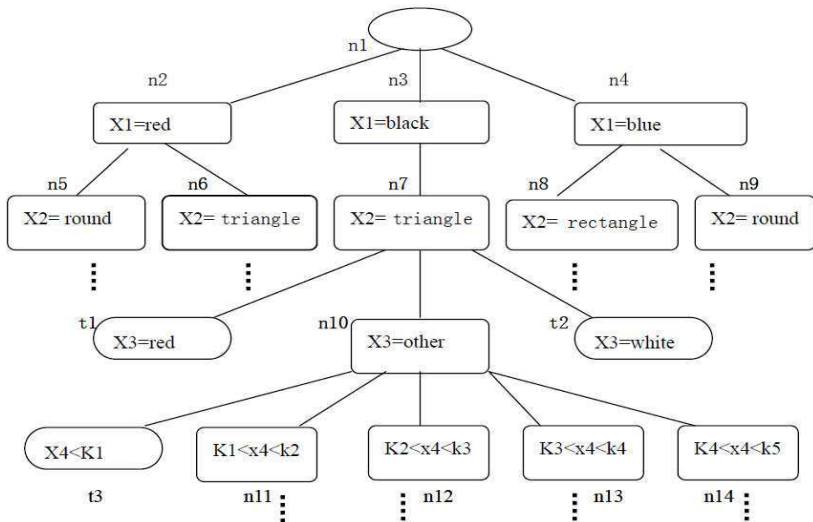 n1
n2 n3 n4
X1=red X1=black X1=blue
n5 n6 n7 n8 n9
X2= round X2= triangle X2= triangle X2= rectangle X2= round
t1 n10 t2
X3=red X3=other X3=white
X4<K1 K1<x4<k2 K2<x4<k3 K3<x4<k4 K4<x4<k5
t3 n11 n12 n13 n14